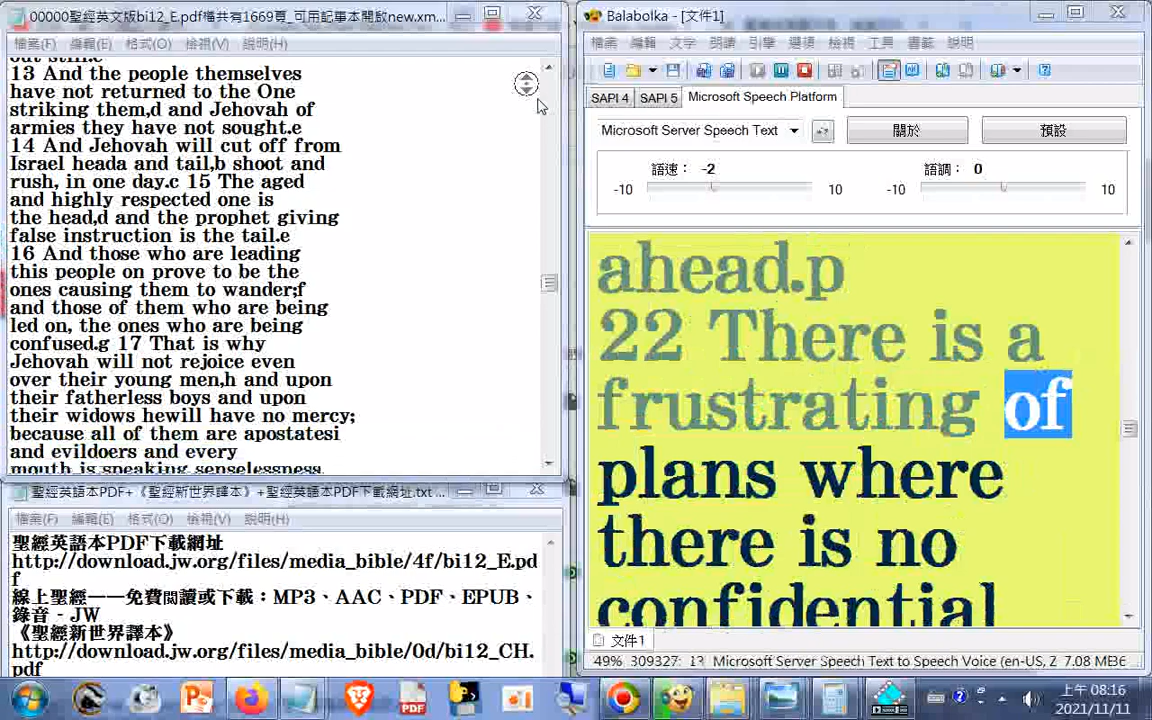 00000聖經英文版bi12_E.pdf檔共有1669頁_可用記事本開啟new.xm...
檔案(F) 編輯(E) 格式(O) 檢視(V) 說明(H)
out still.c
13 And the people themselves
have not returned to the One
striking them,d and Jehovah of
armies they have not sought.e
14 And Jehovah will cut off from
Israel heada and tail,b shoot and
rush, in one day.c 15 The aged
and highly respected one is
the head,d and the prophet giving
false instruction is the tail.e
16 And those who are leading
this people on prove to be the
ones causing them to wander;f
and those of them who are being
led on, the ones who are being
confused.g 17 That is why
Jehovah will not rejoice even
over their young men,h and upon
their fatherless boys and upon
their widows hewill have no mercy;
because all of them are apostatesi
and evildoers and every
mouth is speaking senselessness.
聖經英語本PDF+《聖經新世界譯本》+聖經英語本PDF下載網址.txt ...
檔案(F) 編輯(E) 格式(O) 檢視(V) 說明(H)
聖經英語本PDF下載網址
http://download.jw.org/files/media_bible/4f/bi12_E.pd
f
線上聖經——免費閱讀或下載：MP3、AAC、PDF、EPUB、
錄音 - JW
《聖經新世界譯本》
http://download.jw.org/files/media_bible/0d/bi12_CH.
pdf
Balabolka - [文件1]
檔案 編輯 文字 朗讀 引擎 選項 檢視 工具 書籤 說明
SAPI 4 SAPI 5 Microsoft Speech Platform
Microsoft Server Speech Text 關於 預設
語速： -2 語調： 0
-10 10 -10 10
ahead.p
22 There is a
frustrating of
plans where
there is no
confidential
文件1
49% 309327: 13 Microsoft Server Speech Text to Speech Voice (en-US, Z 7.08 MB
上午 08:16
2021/11/11